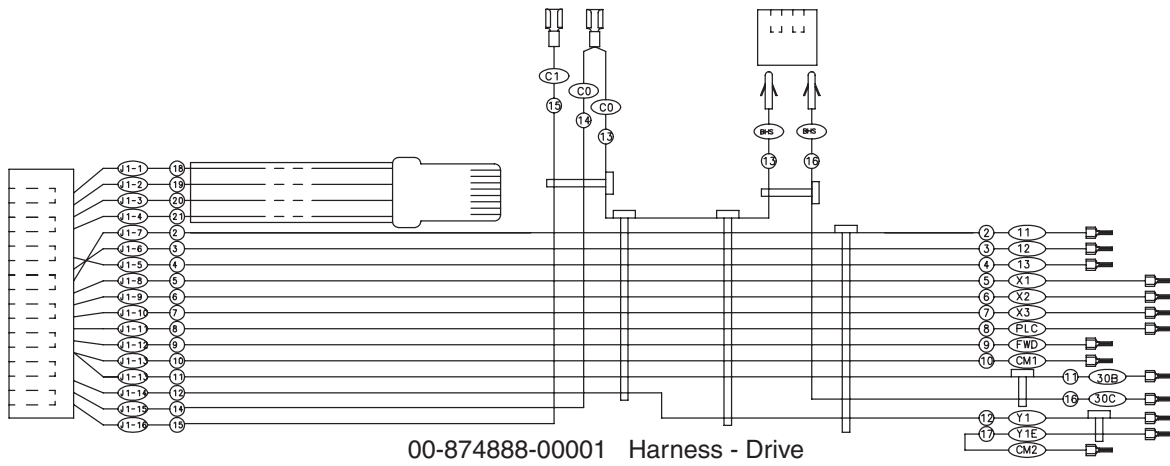 C1
15
C0
14
C0
13
BHS
13
BHS
16
J1-1 18
J1-2 19
J1-3 20
J1-4 21
J1-7 2 2 11
J1-6 3 3 12
J1-5 4 4 13
J1-8 5 5 X1
J1-9 6 6 X2
J1-10 7 7 X3
J1-11 8 8 PLC
J1-12 9 9 FWD
J1-13 10 10 CM1
J1-13 11 11 30B
16 30C
J1-14 12 12 Y1
J1-15 14
17 Y1E
J1-16 15
CM2
00-874888-00001 Harness - Drive